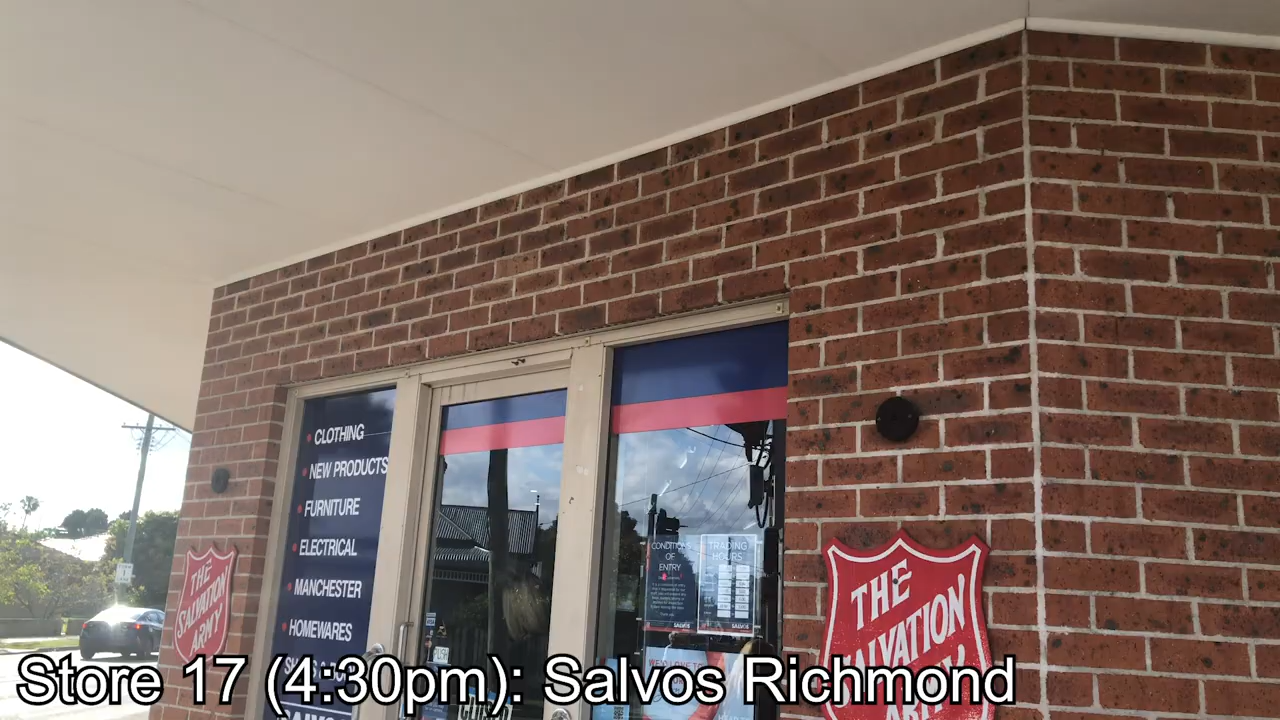 CLOTHING
NEW PRODUCTS
FURNITURE
ELECTRICAL
MANCHESTER
HOMEWARES
THE
SALVATION
ARMY
CONDITIONS
OF
ENTRY
TRADING
HOURS
SALVOS
THE
SALVATION
ARMY
Store 17 (4:30pm): Salvos Richmond